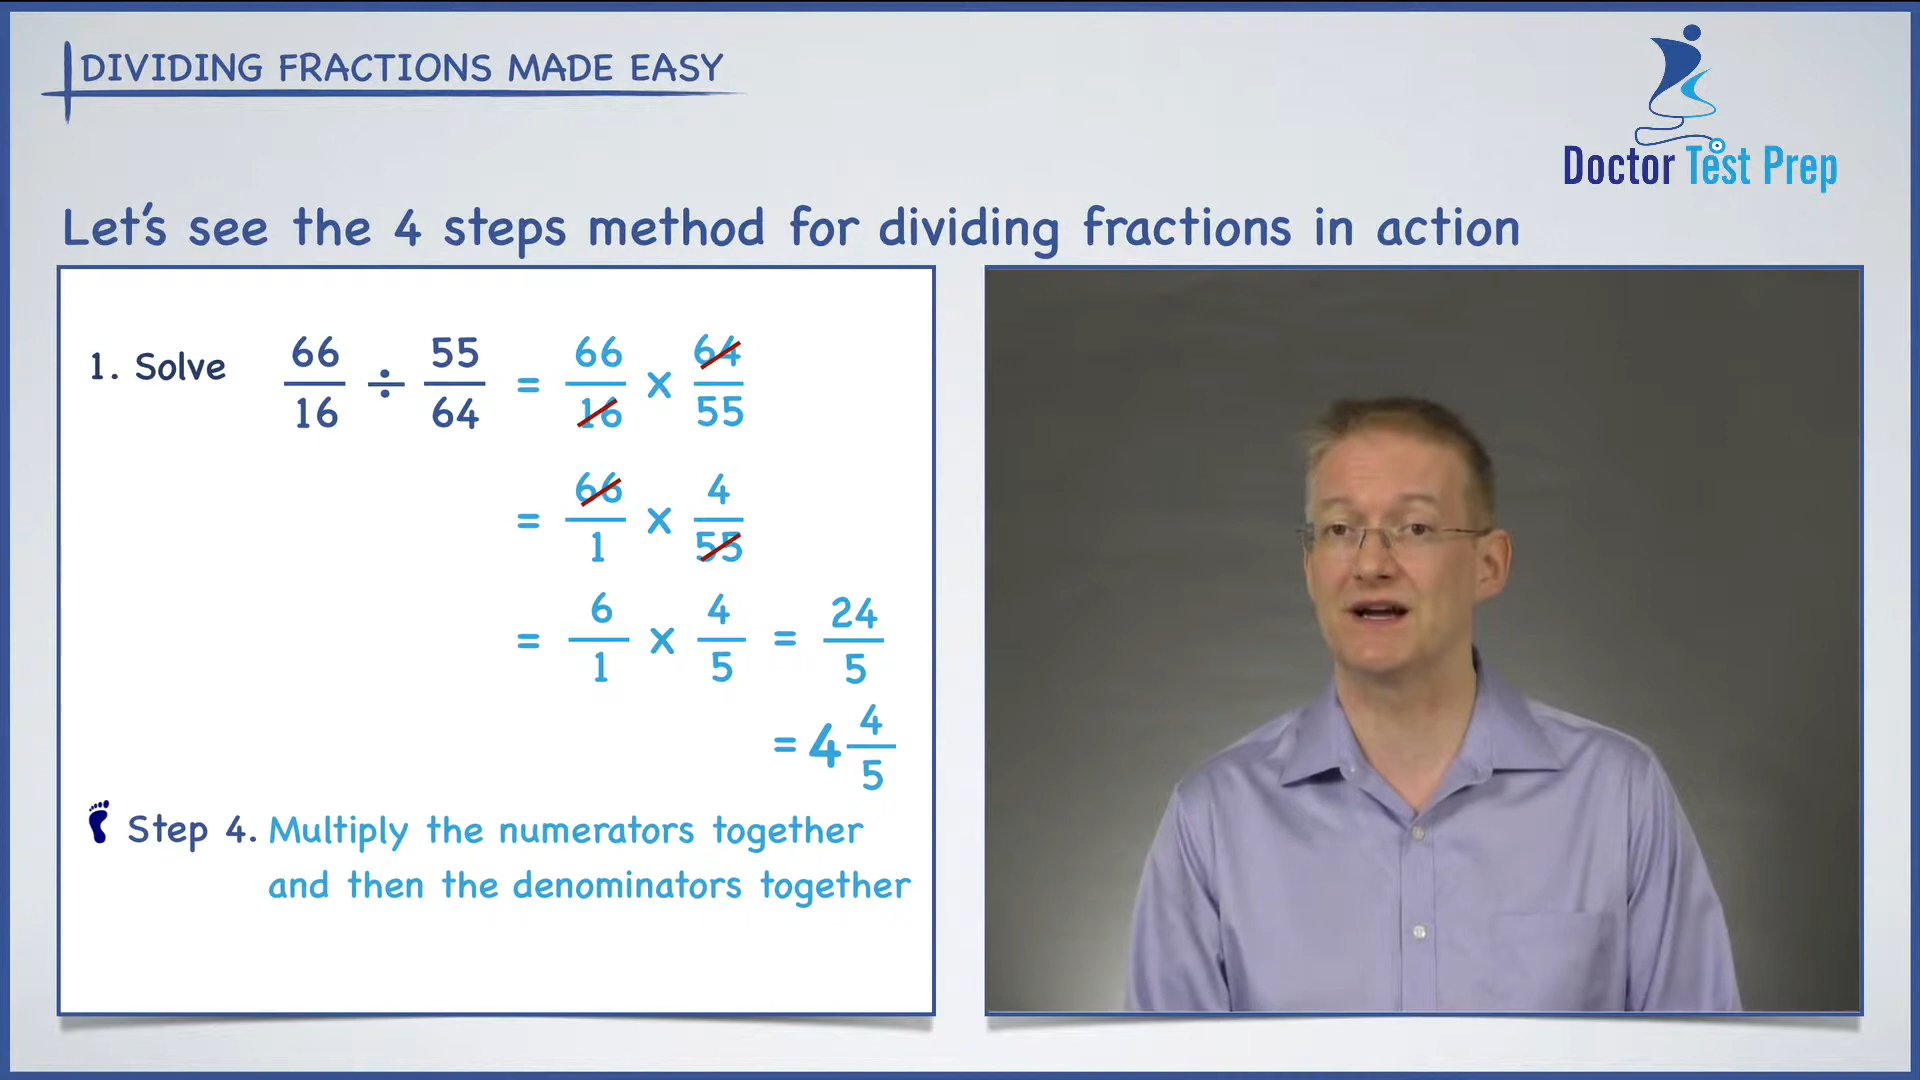 DIVIDING FRACTIONS MADE EASY
Doctor Test Prep
Let's see the 4 steps method for dividing fractions in action
1. Solve 66/16 ÷ 55/64 = 66/16 × 64/55
= 66/1 × 4/55
= 6/1 × 4/5 = 24/5
= 4 4/5
Step 4. Multiply the numerators together
and then the denominators together